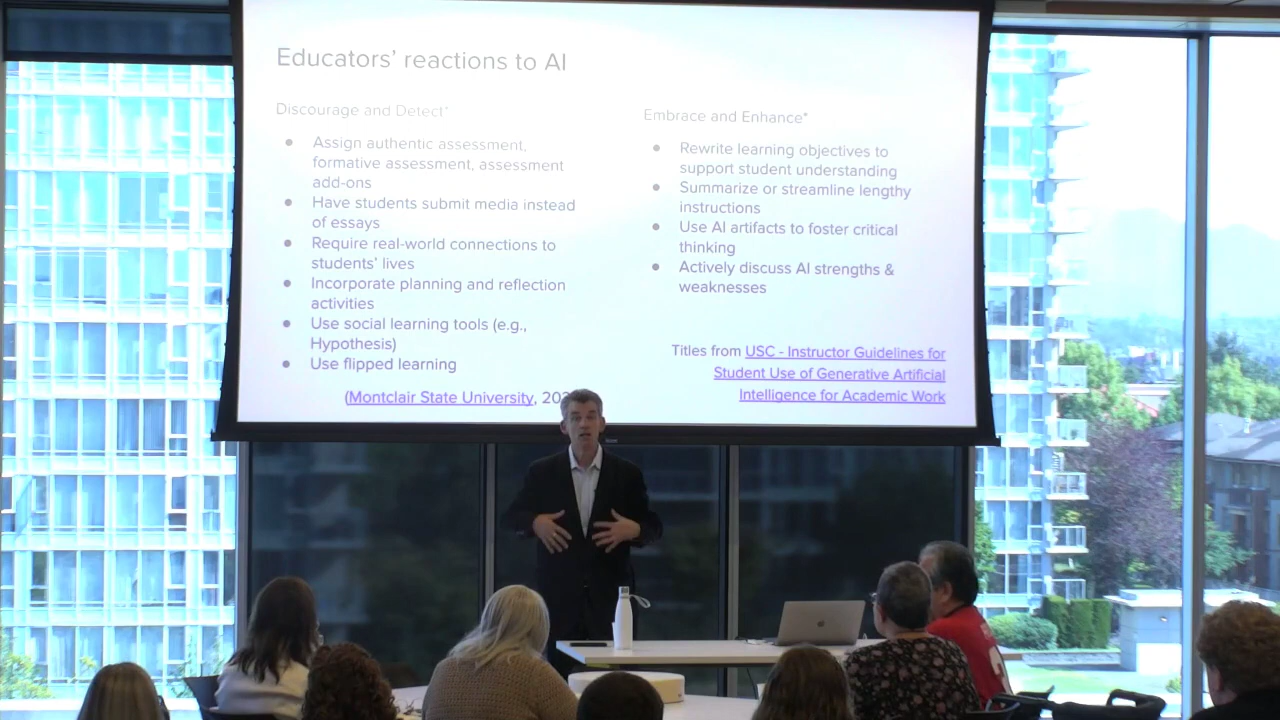 Educators' reactions to AI
Discourage and Detect*
Assign authentic assessment,
formative assessment, assessment
add-ons
Have students submit media instead
of essays
Require real-world connections to
students' lives
Incorporate planning and reflection
activities
Use social learning tools (e.g.,
Hypothesis)
Use flipped learning
(Montclair State University,
Embrace and Enhance*
Rewrite learning objectives to
support student understanding
Summarize or streamline lengthy
instructions
Use AI artifacts to foster critical
thinking
Actively discuss AI strengths &
weaknesses
Titles from USC - Instructor Guidelines for
Student Use of Generative Artificial
Intelligence for Academic Work